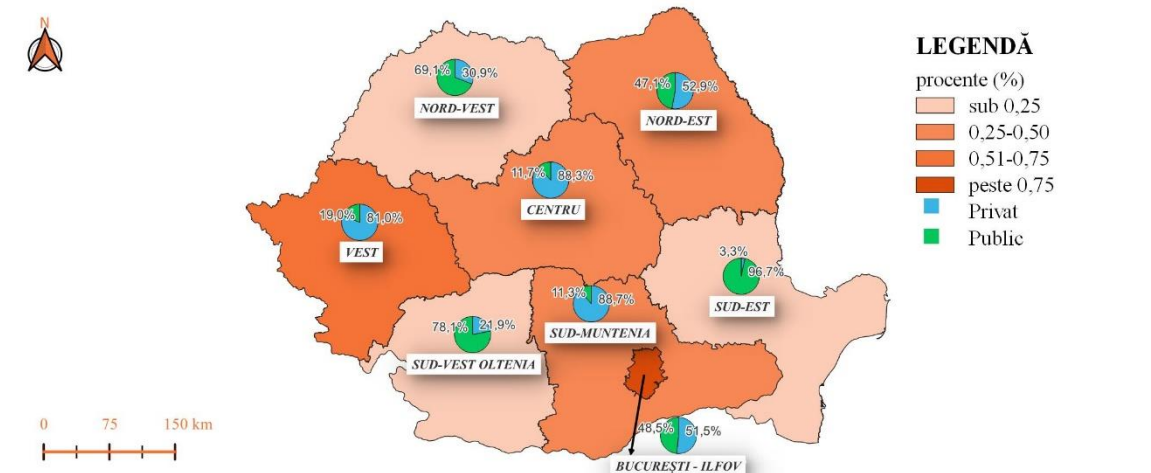 N
69,1% 30,9%
NORD-VEST
47,1% 52,9%
NORD-EST
11,7% 88,3%
CENTRU
19,0% 81,0%
VEST
3,3% 96,7%
SUD-EST
11,3% 88,7%
SUD-MUNTENIA
78,1% 21,9%
SUD-VEST OLTENIA
48,5% 51,5%
BUCUREȘTI - ILFOV
LEGENDĂ
procente (%)
sub 0,25
0,25-0,50
0,51-0,75
peste 0,75
Privat
Public
0 75 150 km